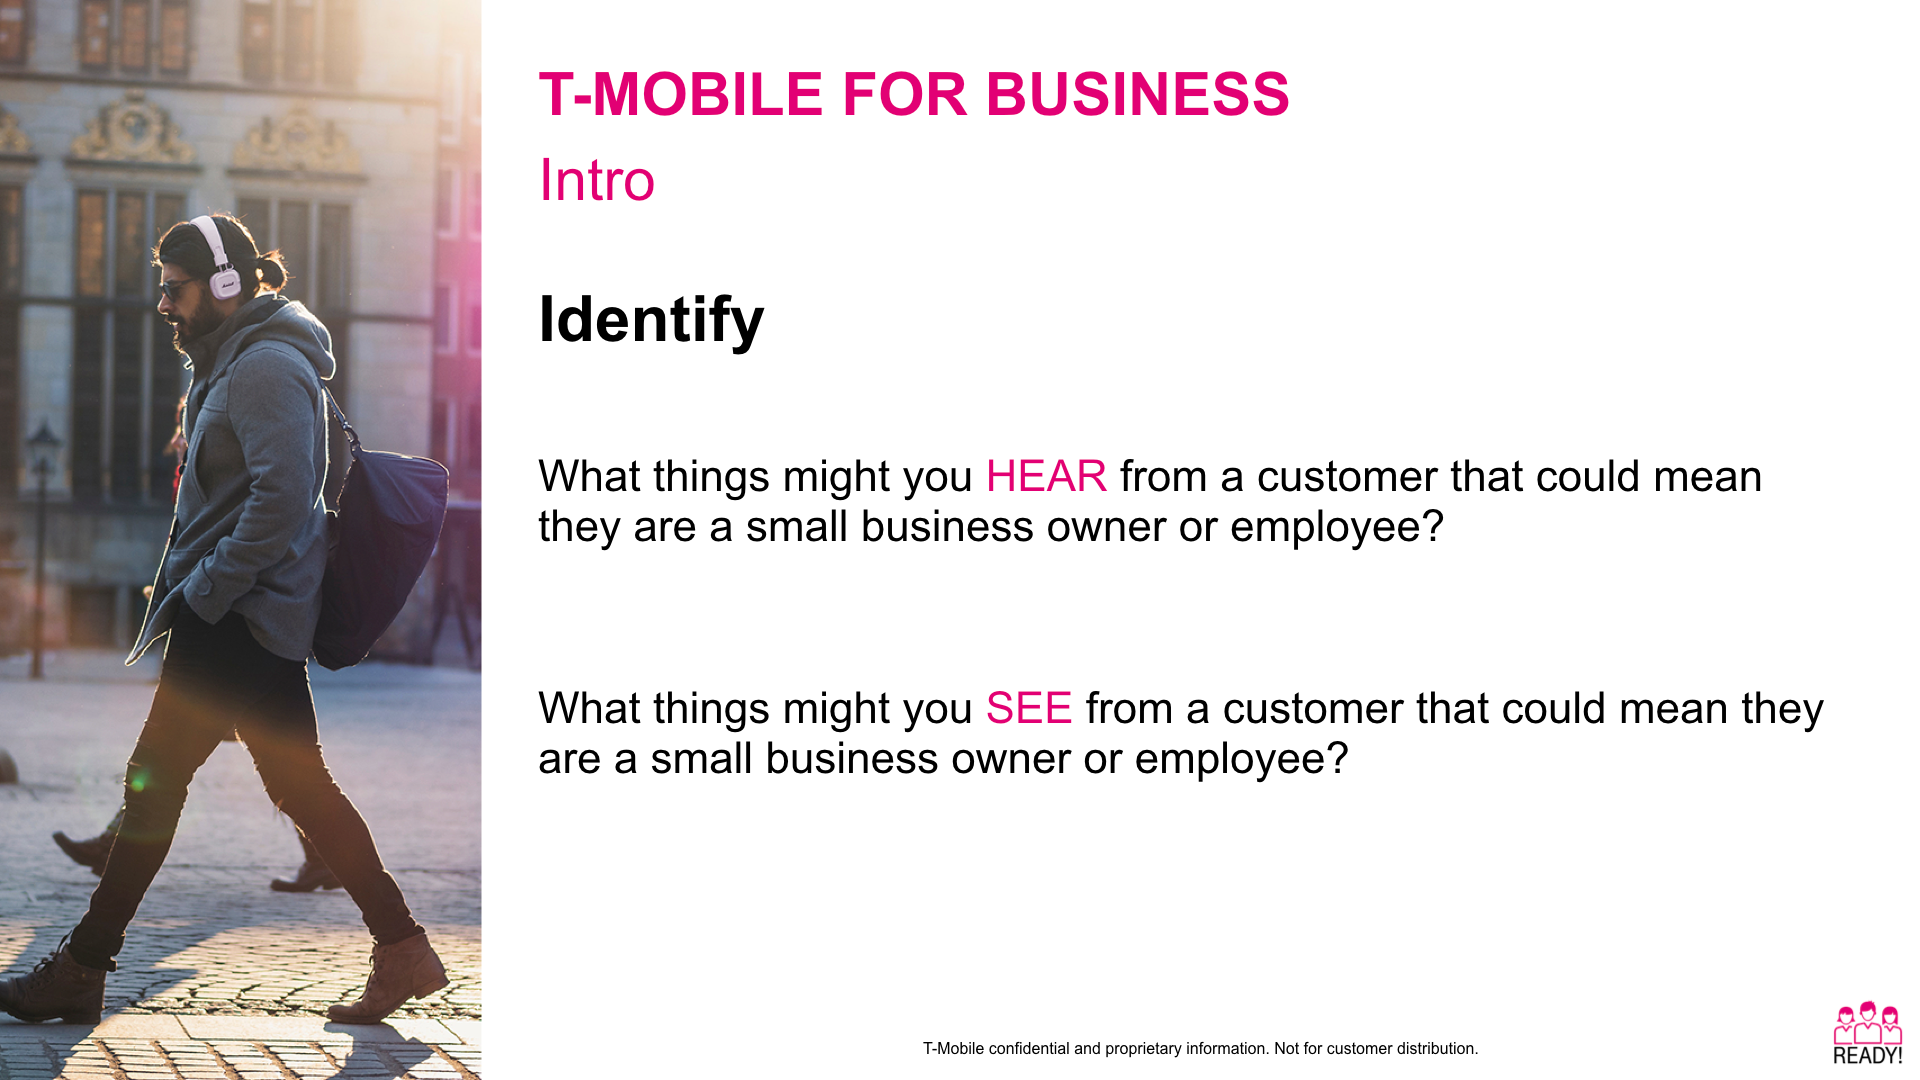 T-MOBILE FOR BUSINESS
Intro
Identify
What things might you HEAR from a customer that could mean
they are a small business owner or employee?
What things might you SEE from a customer that could mean they
are a small business owner or employee?
T-Mobile confidential and proprietary information. Not for customer distribution.
READY!